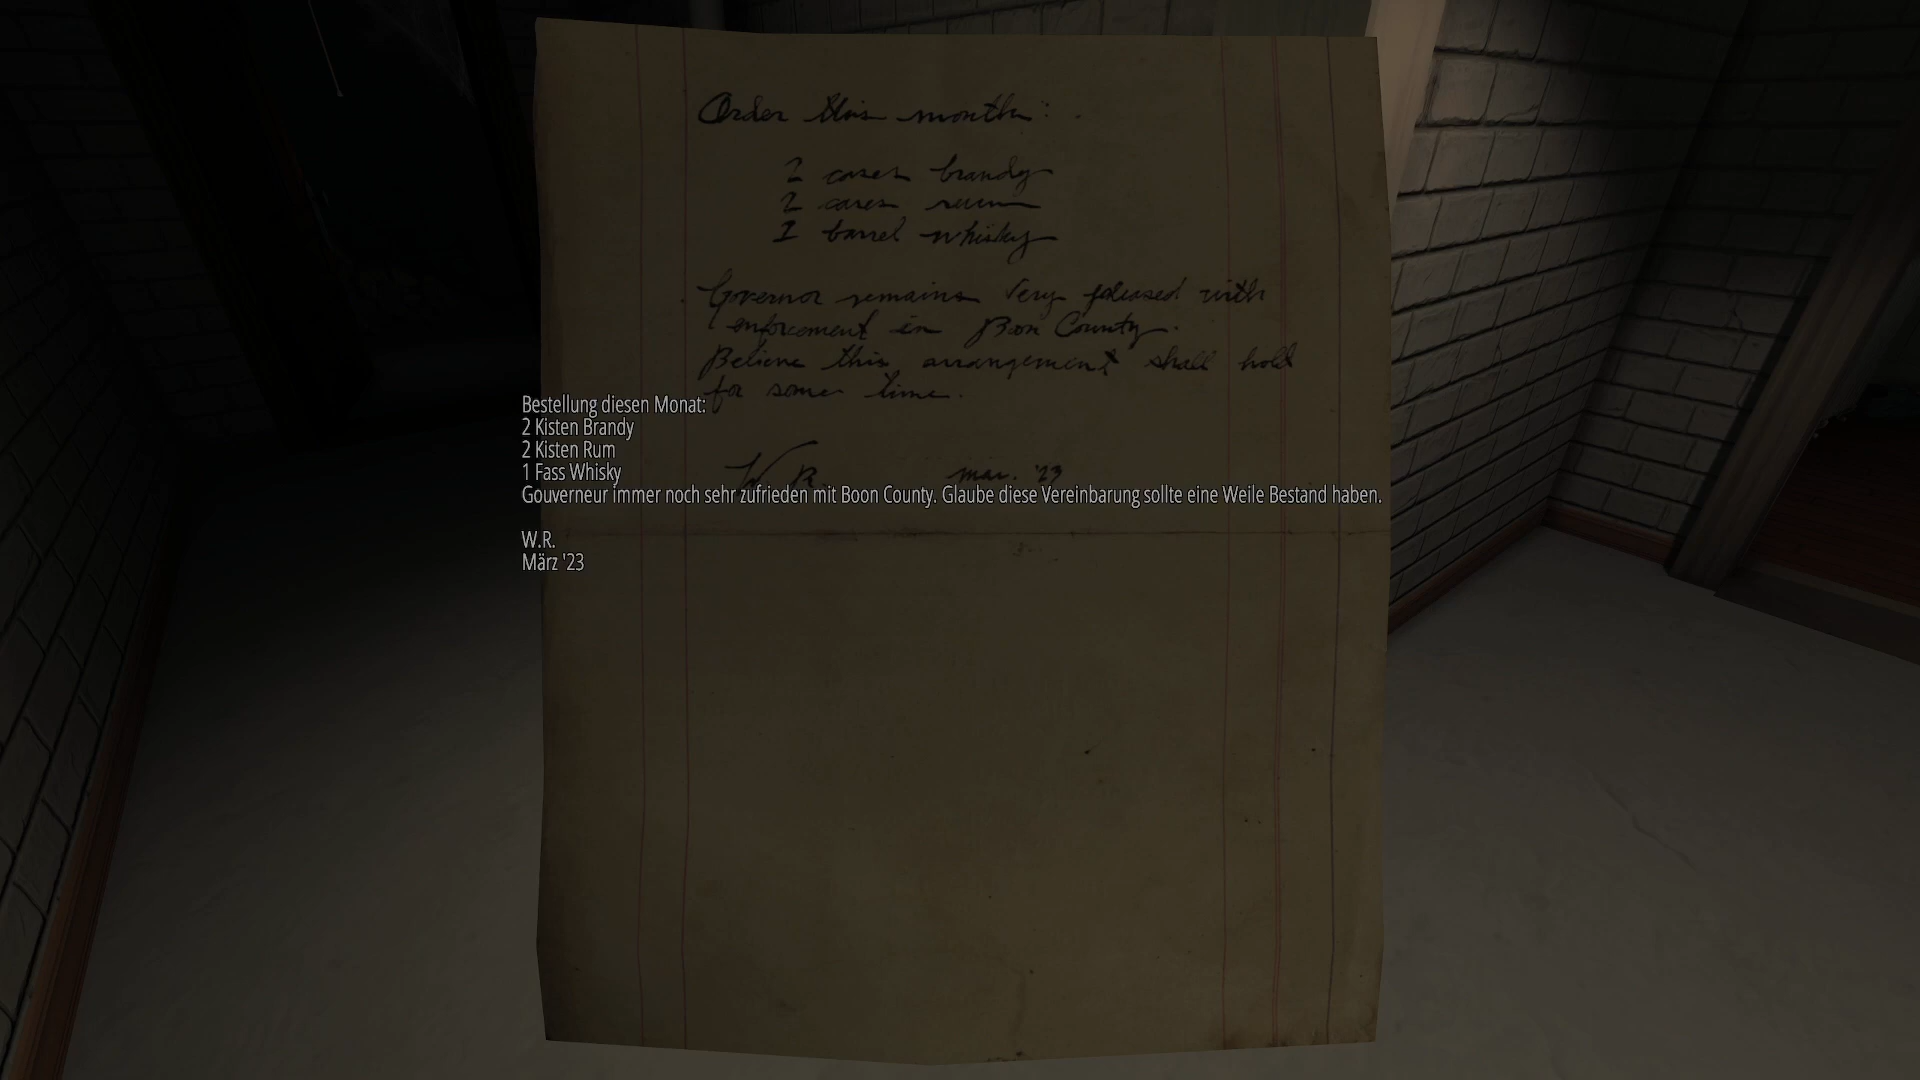 Order this month:
2 cases brandy
2 cases rum
1 barrel whisky
Governor remains very pleased with
enforcement in Boon County.
Believe this arrangement shall hold
for some time.
W. R. mar. '23
Bestellung diesen Monat:
2 Kisten Brandy
2 Kisten Rum
1 Fass Whisky
Gouverneur immer noch sehr zufrieden mit Boon County. Glaube diese Vereinbarung sollte eine Weile Bestand haben.
W.R.
März '23